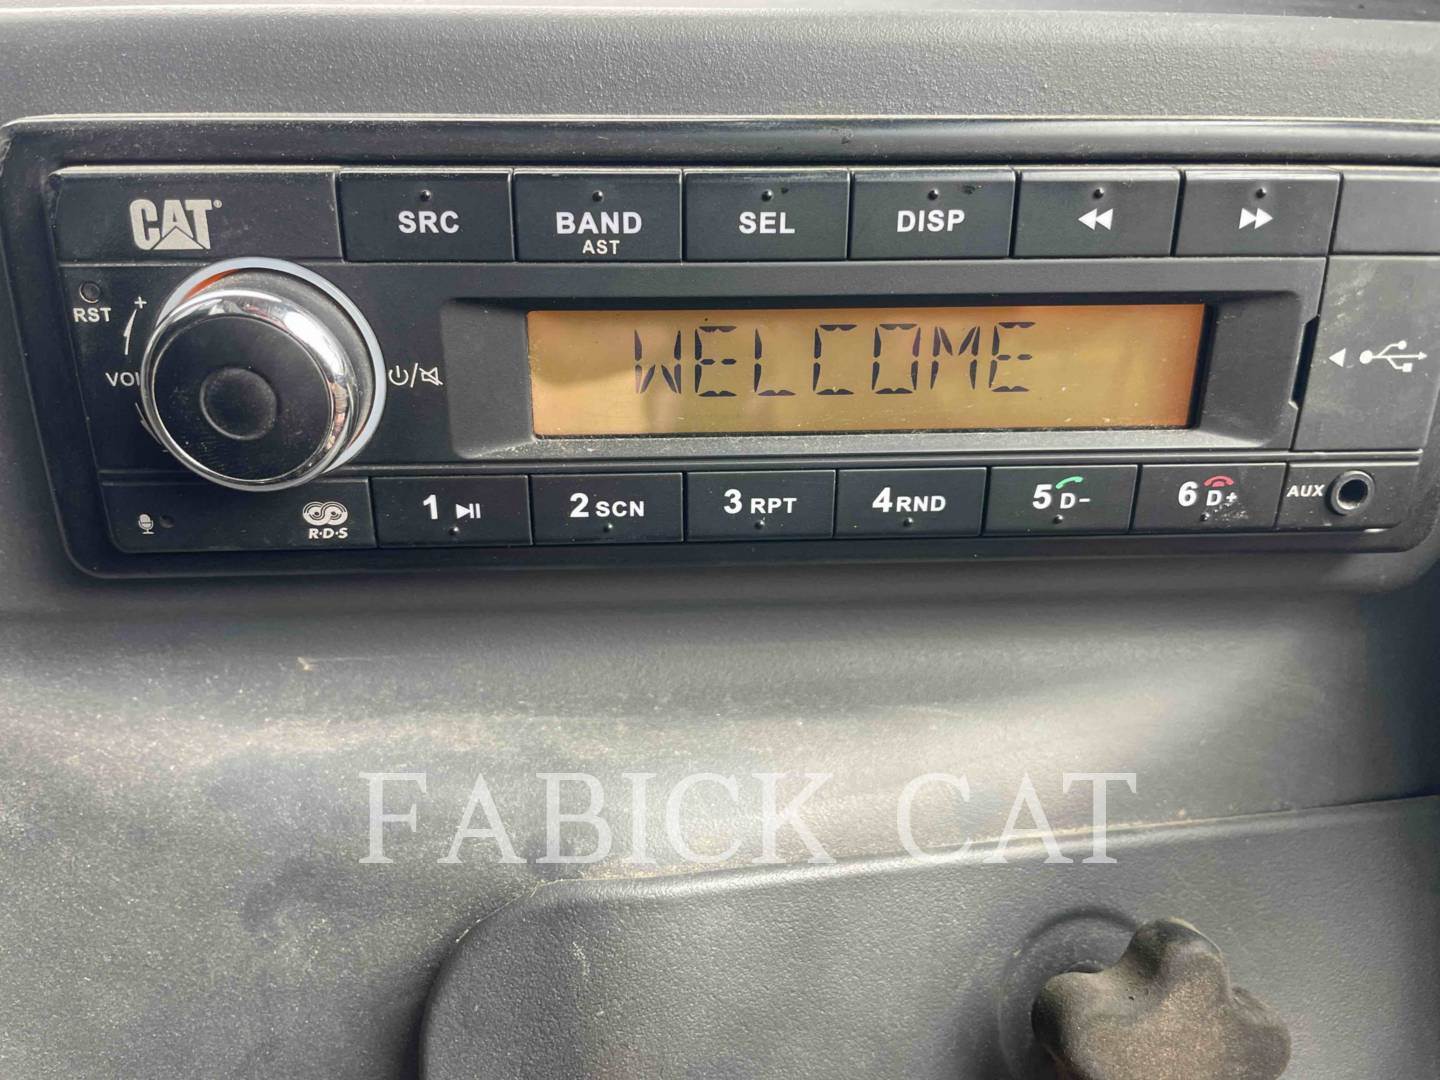 CAT
SRC
BAND
AST
SEL
DISP
RST
VOL
WELCOME
R·D·S
1
2 SCN
3 RPT
4 RND
5 D-
6 D+
AUX
FABICK CAT